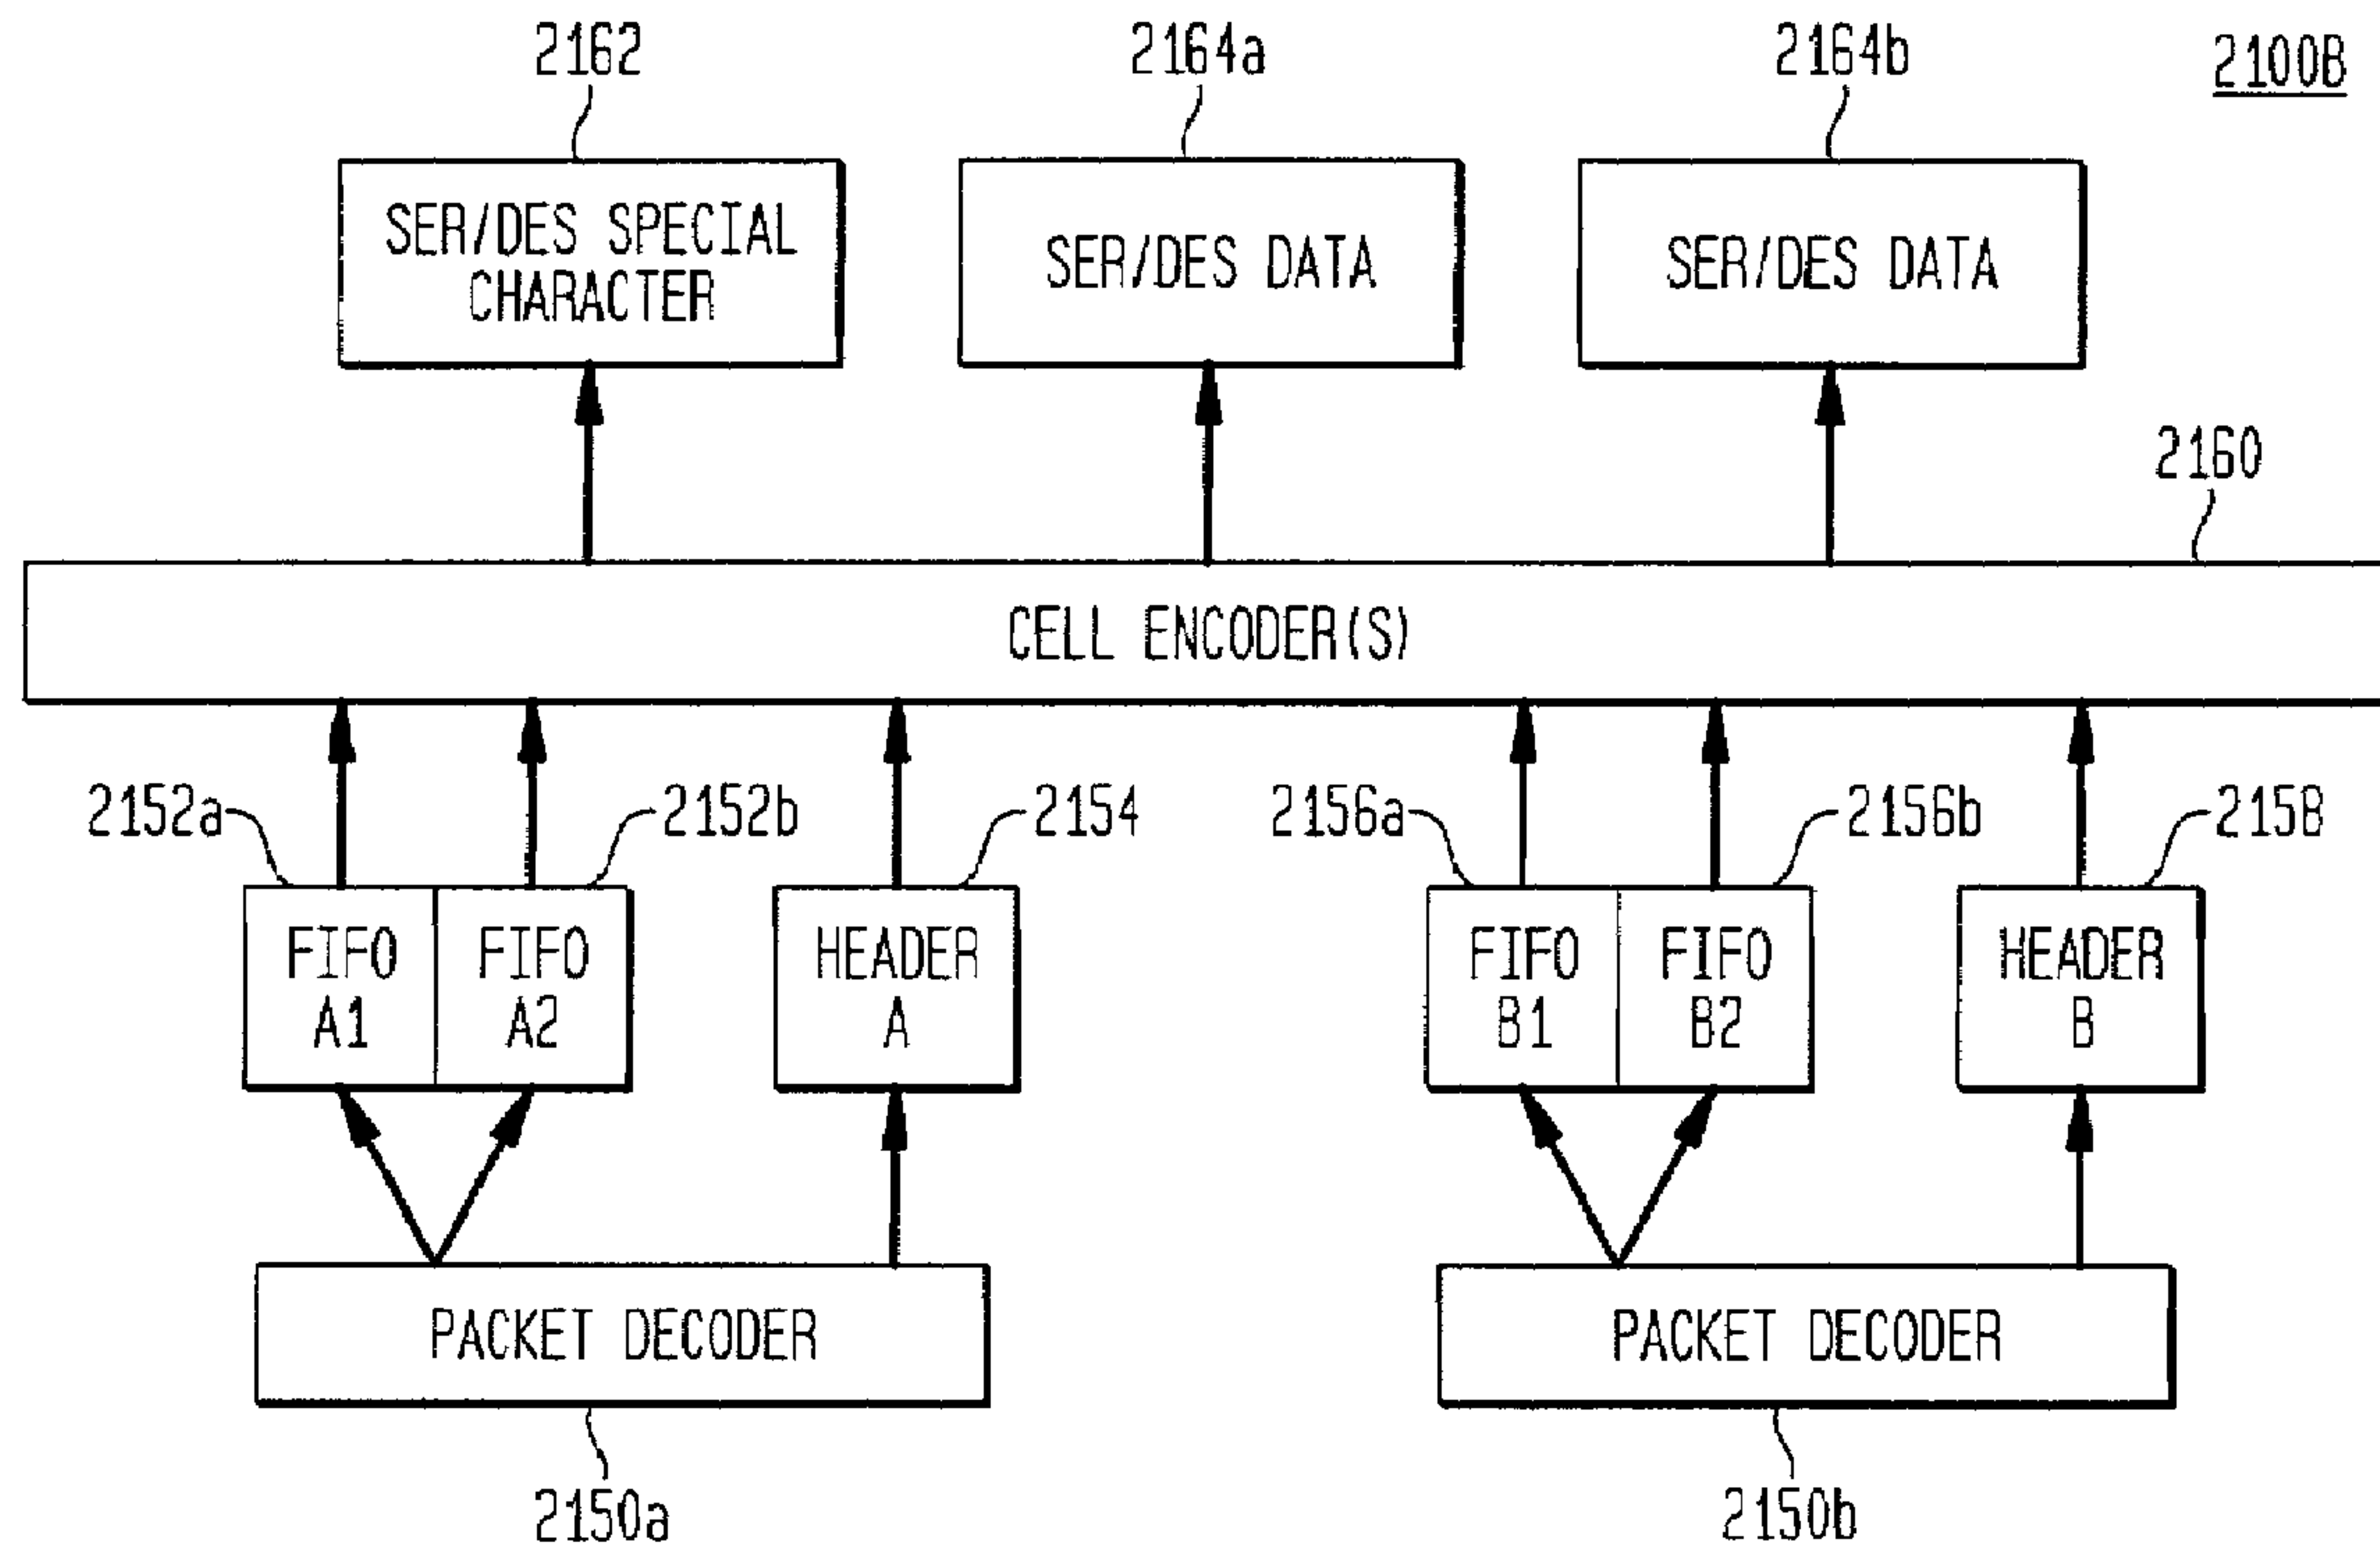 2162
2164a
2164b
2100B
SER/DES SPECIAL
CHARACTER
SER/DES DATA
SER/DES DATA
2160
CELL ENCODER(S)
2152a
2152b
2154
2156a
2156b
2158
FIFO
A1
FIFO
A2
HEADER
A
FIFO
B1
FIFO
B2
HEADER
B
PACKET DECODER
PACKET DECODER
2150a
2150b